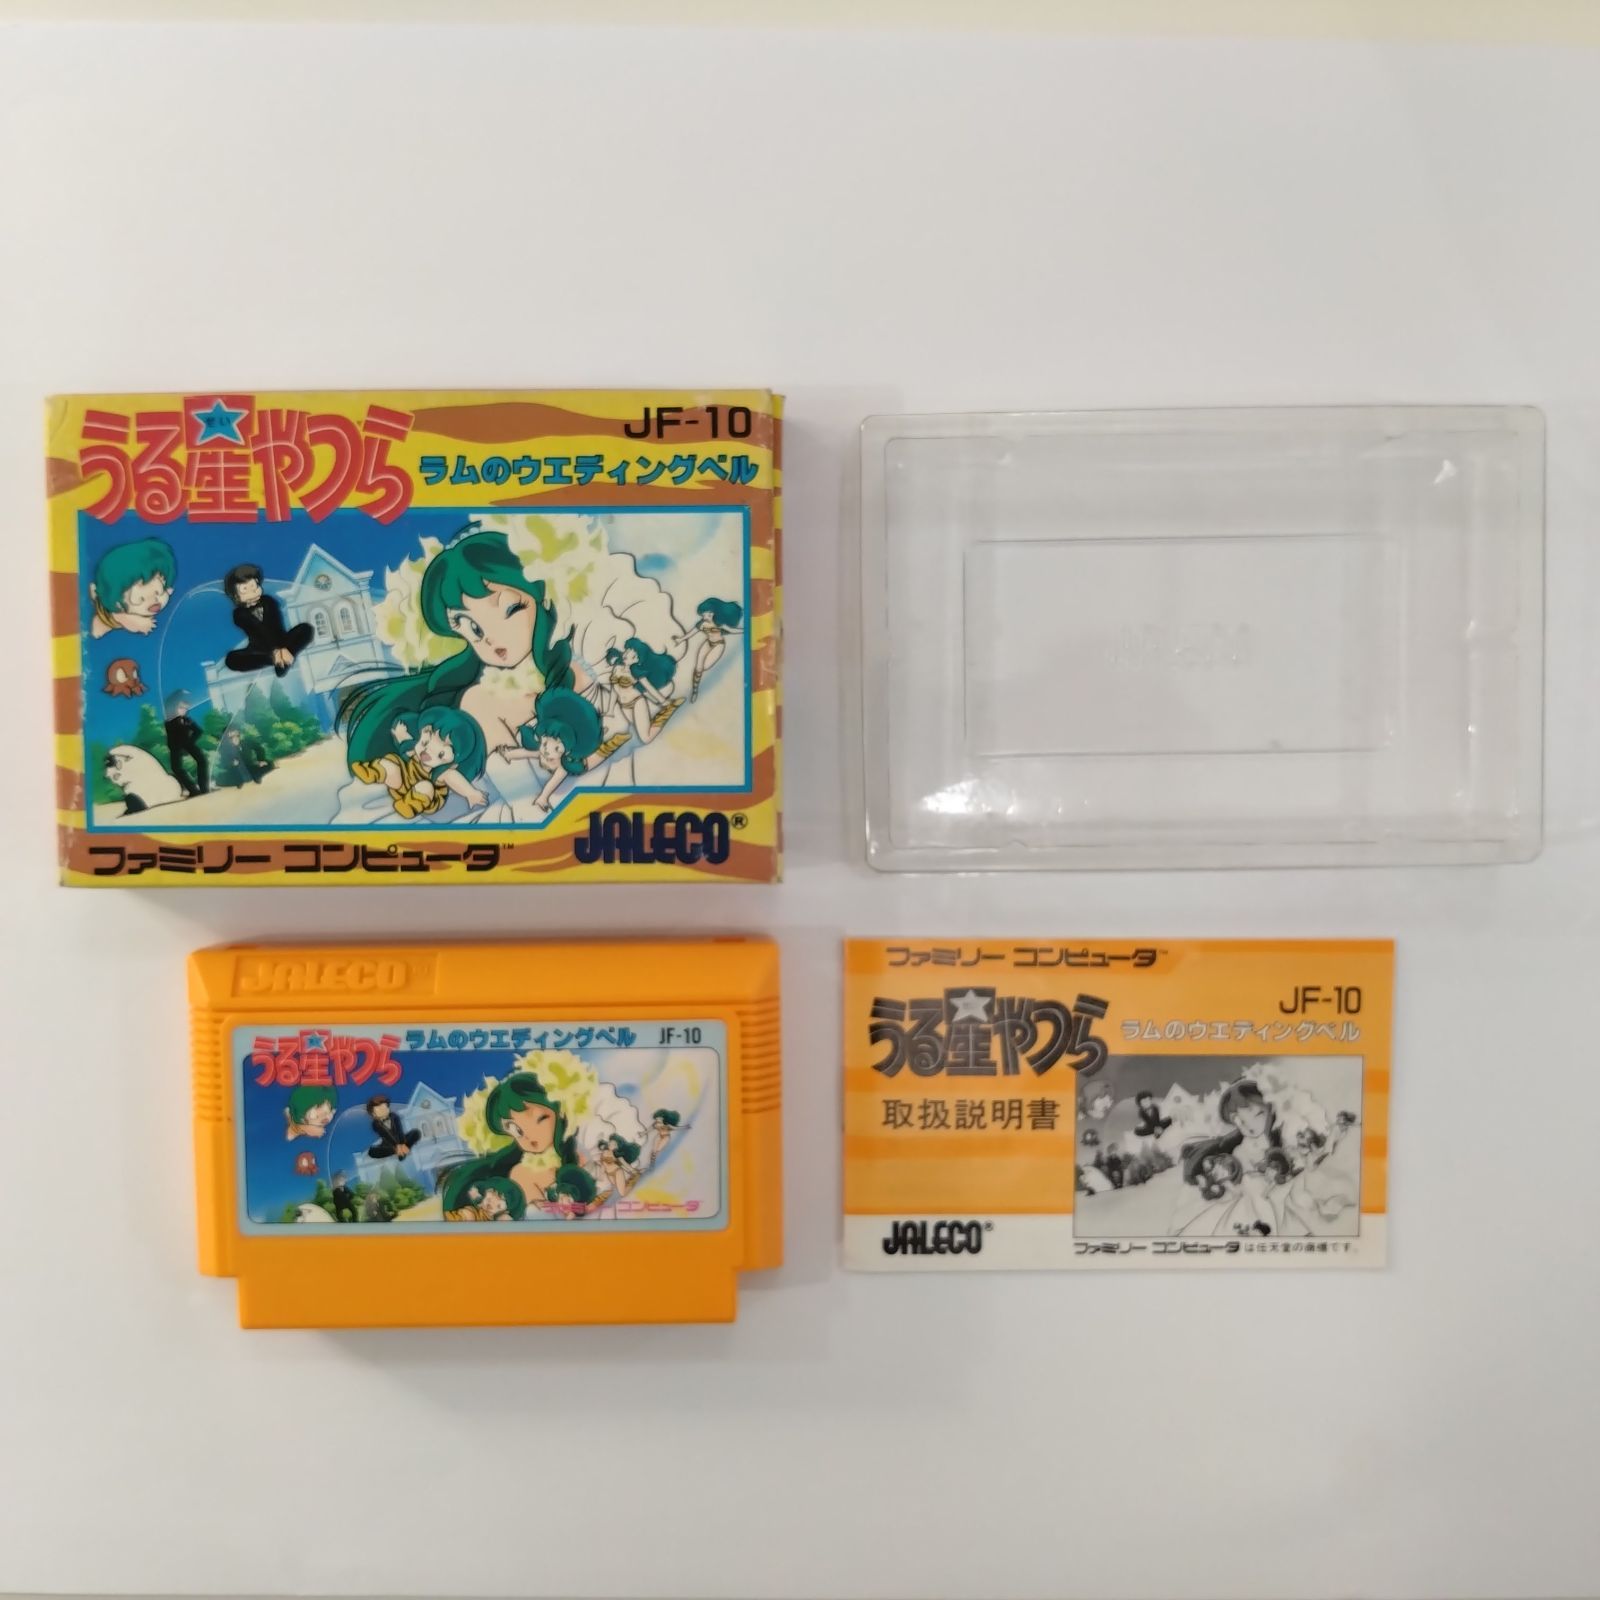 うる星やつら
せい
JF-10
ラムのウエディングベル
JALECO®
ファミリー コンピュータ™
JALECO
うる星やつら
ラムのウエディングベル JF-10
ファミリー コンピュータ
ファミリー コンピュータ™
うる星やつら
JF-10
ラムのウエディングベル
取扱説明書
JALECO®
ファミリー コンピュータは任天堂の商標です。